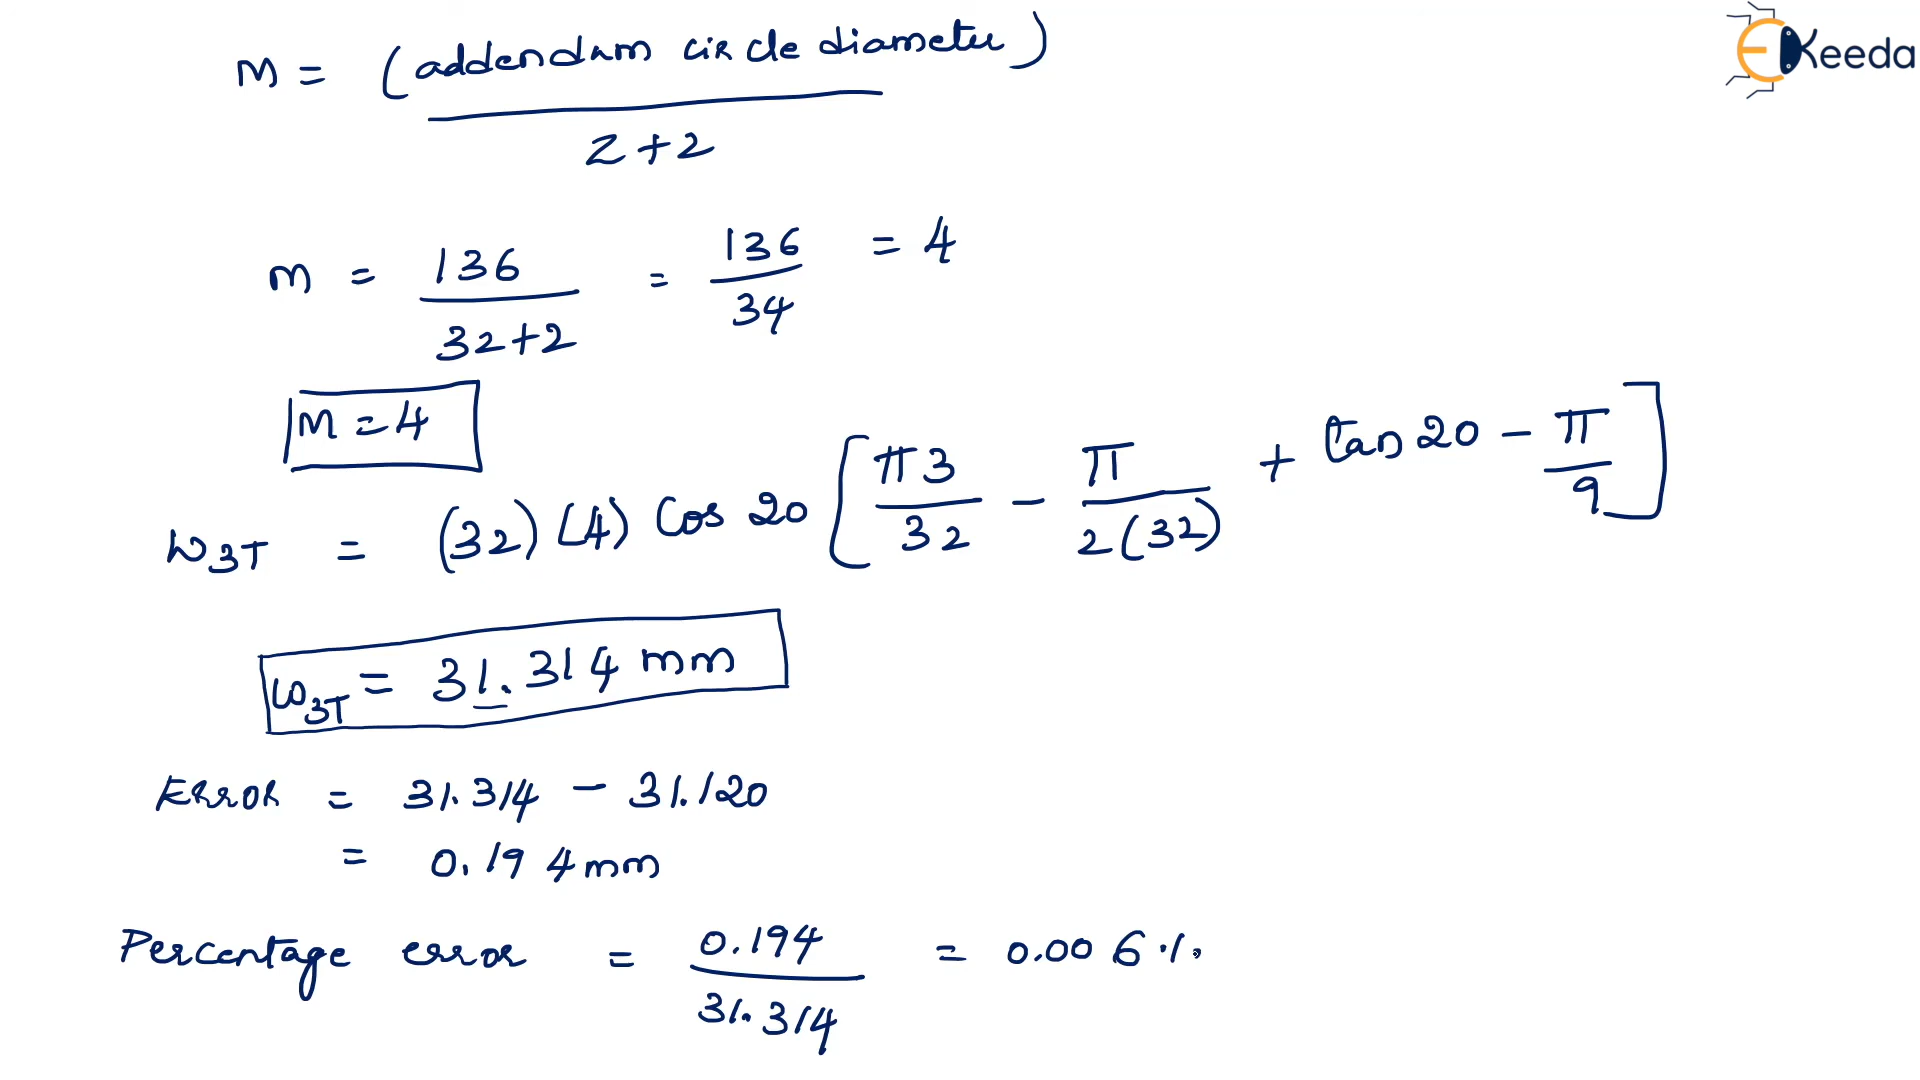 EKeeda
m = (addendum circle diameter) / z+2
m = 136 / 32+2 = 136 / 34 = 4
m = 4
W3T = (32) (4) Cos 20 [ π3 / 32 - π / 2(32) + tan 20 - π / 9 ]
W3T = 31.314 mm
Error = 31.314 - 31.120
= 0.194 mm
Percentage error = 0.194 / 31.314 = 0.006 %